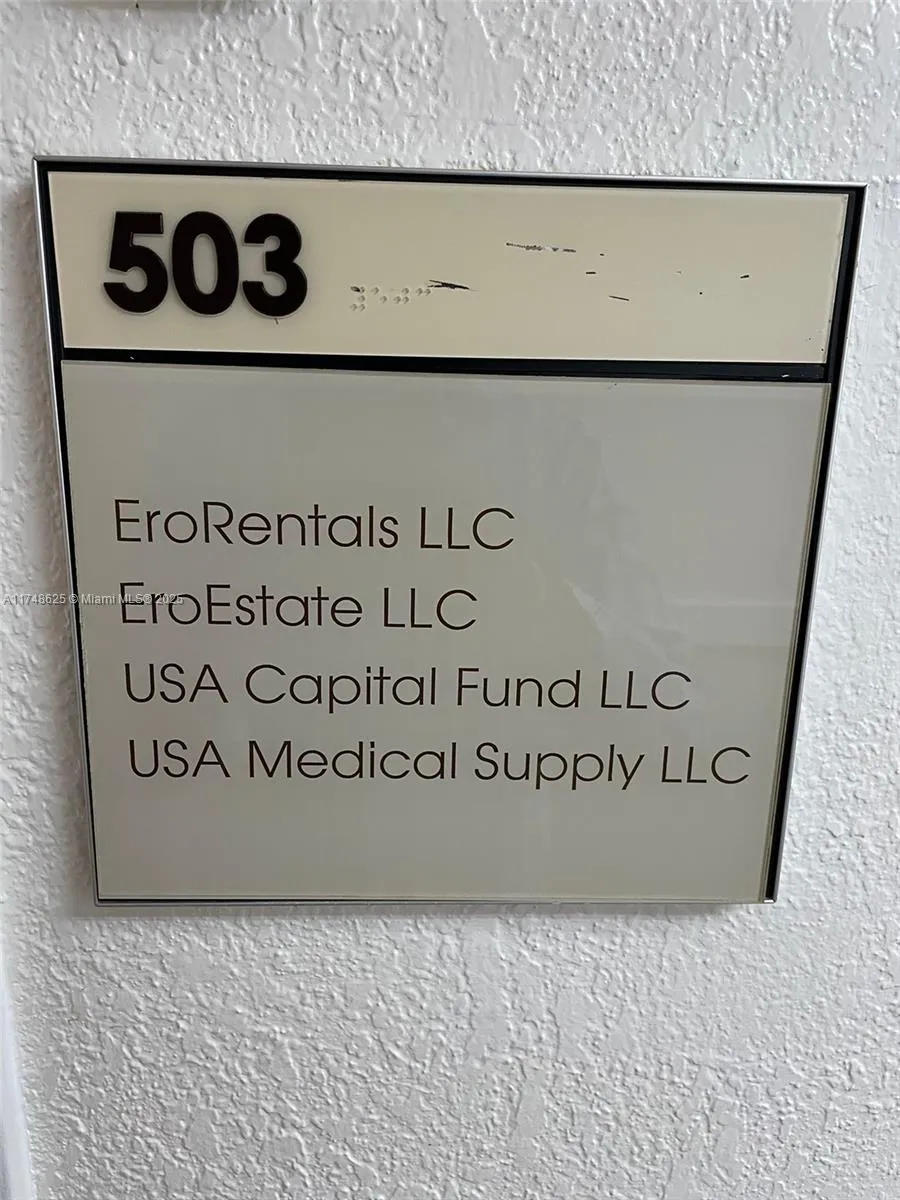 503
EroRentals LLC
EroEstate LLC
A11748625 © Miami MLS® 2025
USA Capital Fund LLC
USA Medical Supply LLC